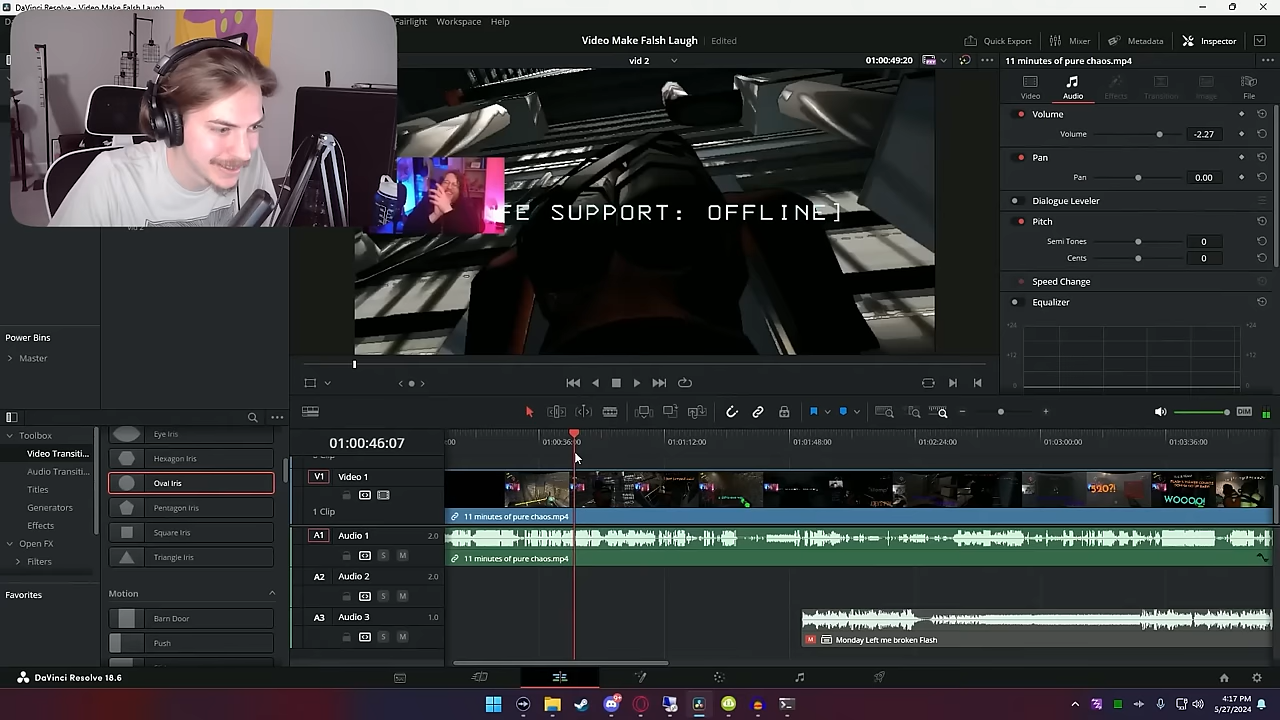 DaVinci Resolve - Video Make Falsh Laugh
Fairlight Workspace Help
Video Make Falsh Laugh Edited
Quick Export Mixer Metadata Inspector
vid 2 01:00:49:20 11 minutes of pure chaos.mp4
Video Audio Effects Transition Image File
Volume
Volume -2.27
Pan
Pan 0.00
Dialogue Leveler
Pitch
Semi Tones 0
Cents 0
Speed Change
Equalizer
+24 +24
+12 +12
0 0
FE SUPPORT: OFFLINE]
Power Bins
Master
Toolbox
Video Transiti...
Audio Transiti...
Titles
Generators
Effects
Open FX
Filters
Favorites
Eye Iris
Hexagon Iris
Oval Iris
Pentagon Iris
Square Iris
Triangle Iris
Motion
Barn Door
Push
DIM
01:00:46:07
01:00:36:00 01:01:12:00 01:01:48:00 01:02:24:00 01:03:00:00 01:03:36:00
V1 Video 1
1 Clip
11 minutes of pure chaos.mp4
A1 Audio 1 2.0
S M
11 minutes of pure chaos.mp4
A2 Audio 2 2.0
S M
A3 Audio 3 1.0
S M
Monday Left me broken Flash
DaVinci Resolve 18.6
4:17 PM
5/27/2024